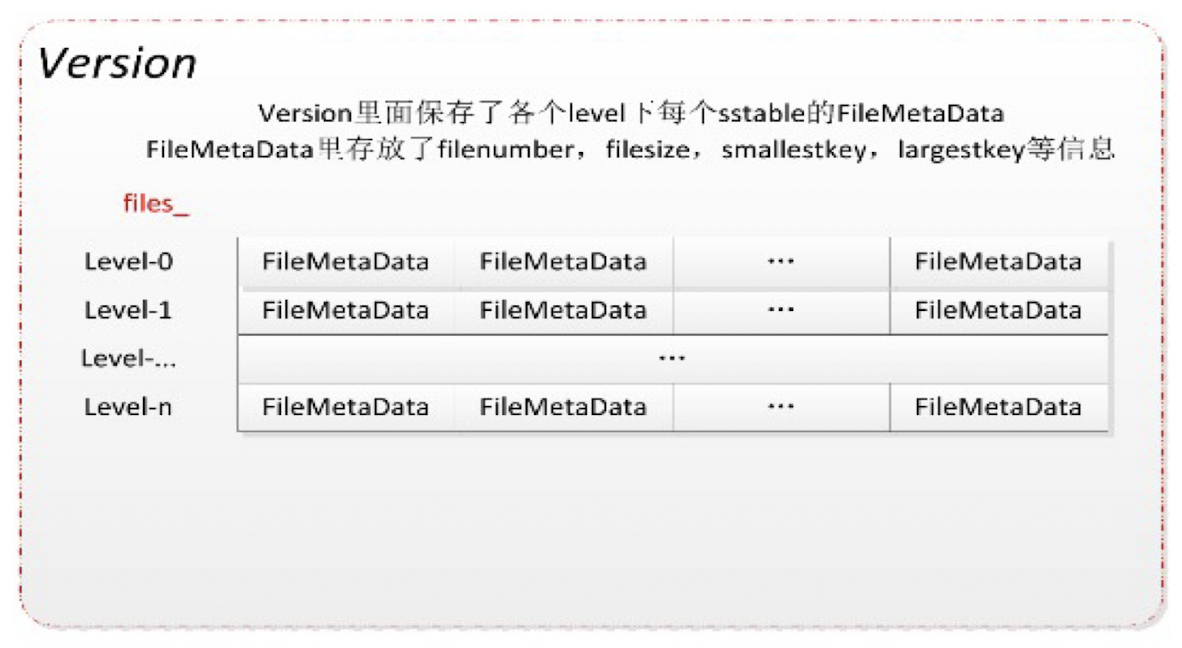 Version
Version里面保存了各个level下每个sstable的FileMetaData
FileMetaData里存放了filenumber，filesize，smallestkey，largestkey等信息
files_
Level-0 FileMetaData FileMetaData ... FileMetaData
Level-1 FileMetaData FileMetaData ... FileMetaData
Level-... ...
Level-n FileMetaData FileMetaData ... FileMetaData